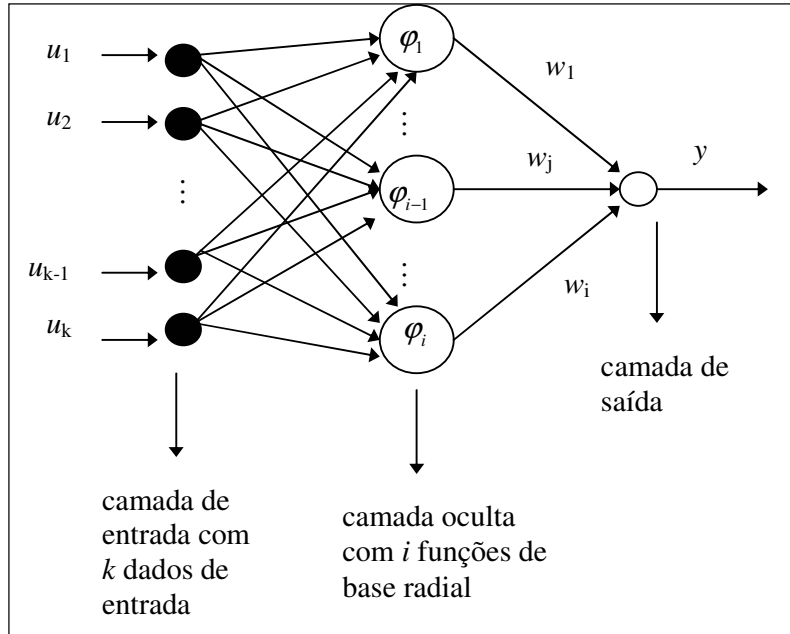 u1
φ1
w1
u2
⋮
⋮
φi−1
wj
y
uk-1
⋮
wi
uk
φi
camada de
saída
camada de
entrada com
k dados de
entrada
camada oculta
com i funções de
base radial